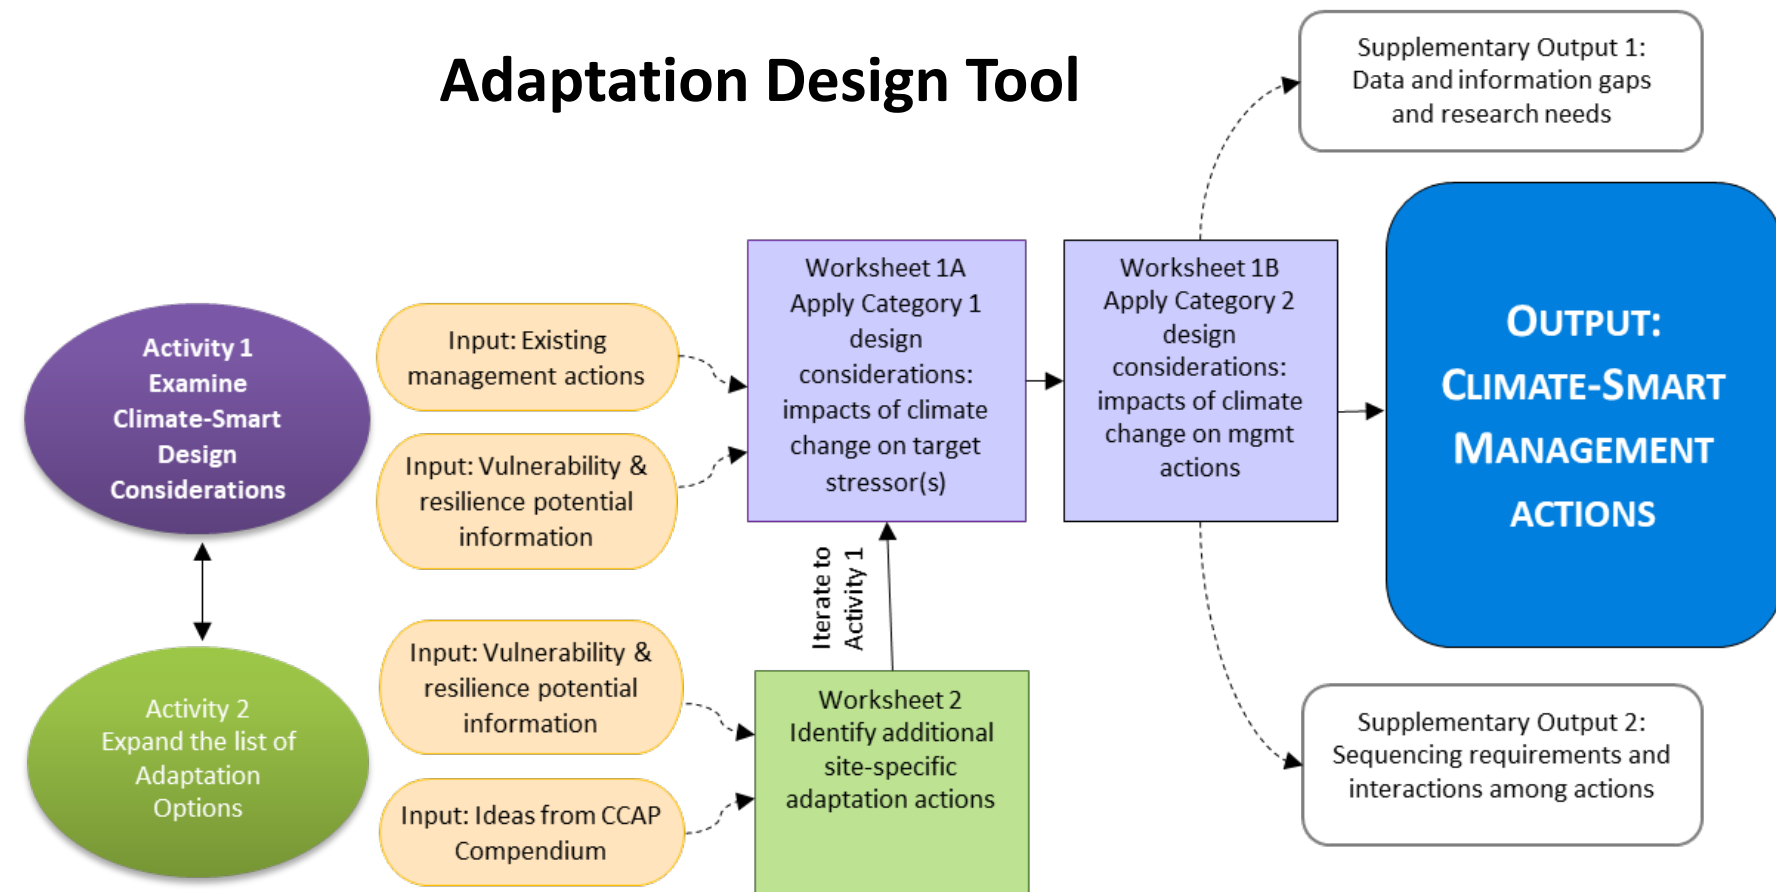 Adaptation Design Tool
Supplementary Output 1:
Data and information gaps
and research needs
Activity 1
Examine
Climate-Smart
Design
Considerations
Input: Existing
management actions
Input: Vulnerability &
resilience potential
information
Worksheet 1A
Apply Category 1
design
considerations:
impacts of climate
change on target
stressor(s)
Worksheet 1B
Apply Category 2
design
considerations:
impacts of climate
change on mgmt
actions
OUTPUT:
CLIMATE-SMART
MANAGEMENT
ACTIONS
Iterate to
Activity 1
Activity 2
Expand the list of
Adaptation
Options
Input: Vulnerability &
resilience potential
information
Input: Ideas from CCAP
Compendium
Worksheet 2
Identify additional
site-specific
adaptation actions
Supplementary Output 2:
Sequencing requirements and
interactions among actions